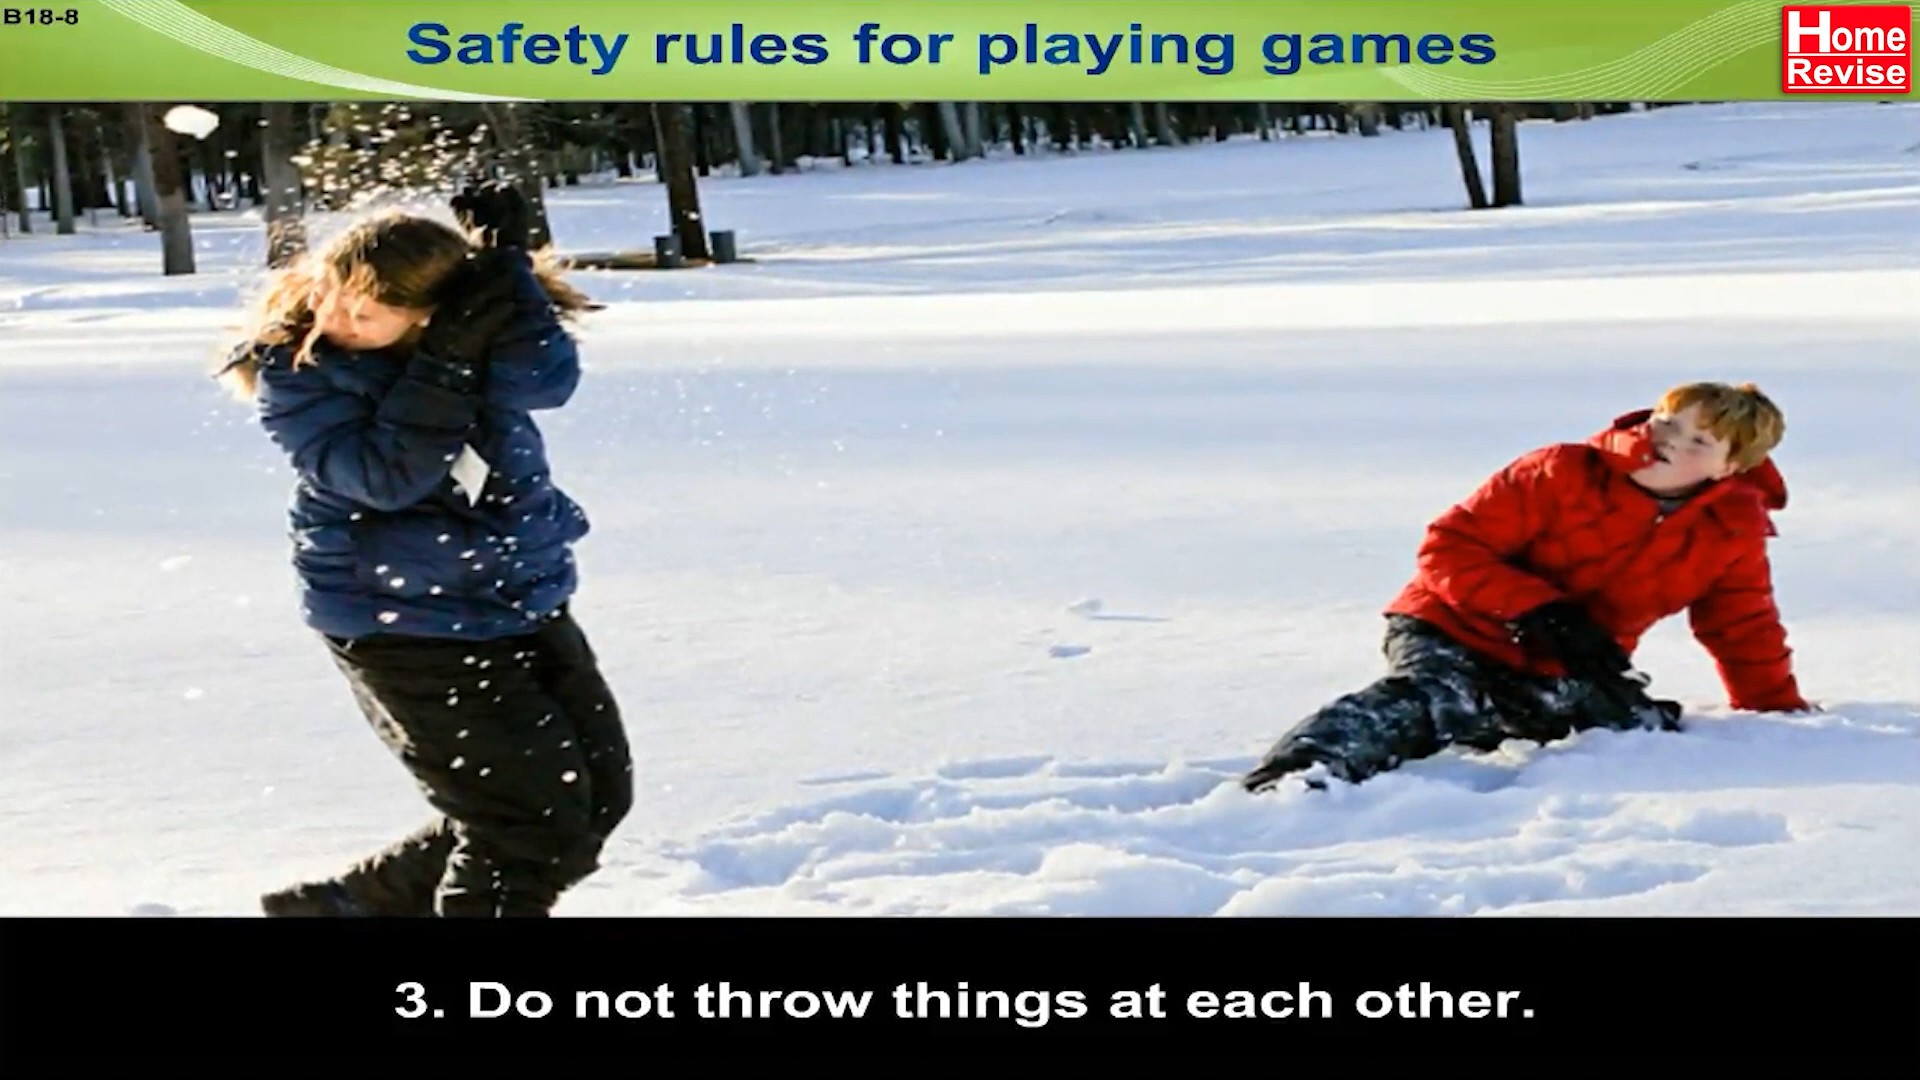 B18-8
Safety rules for playing games
Home
Revise
3. Do not throw things at each other.